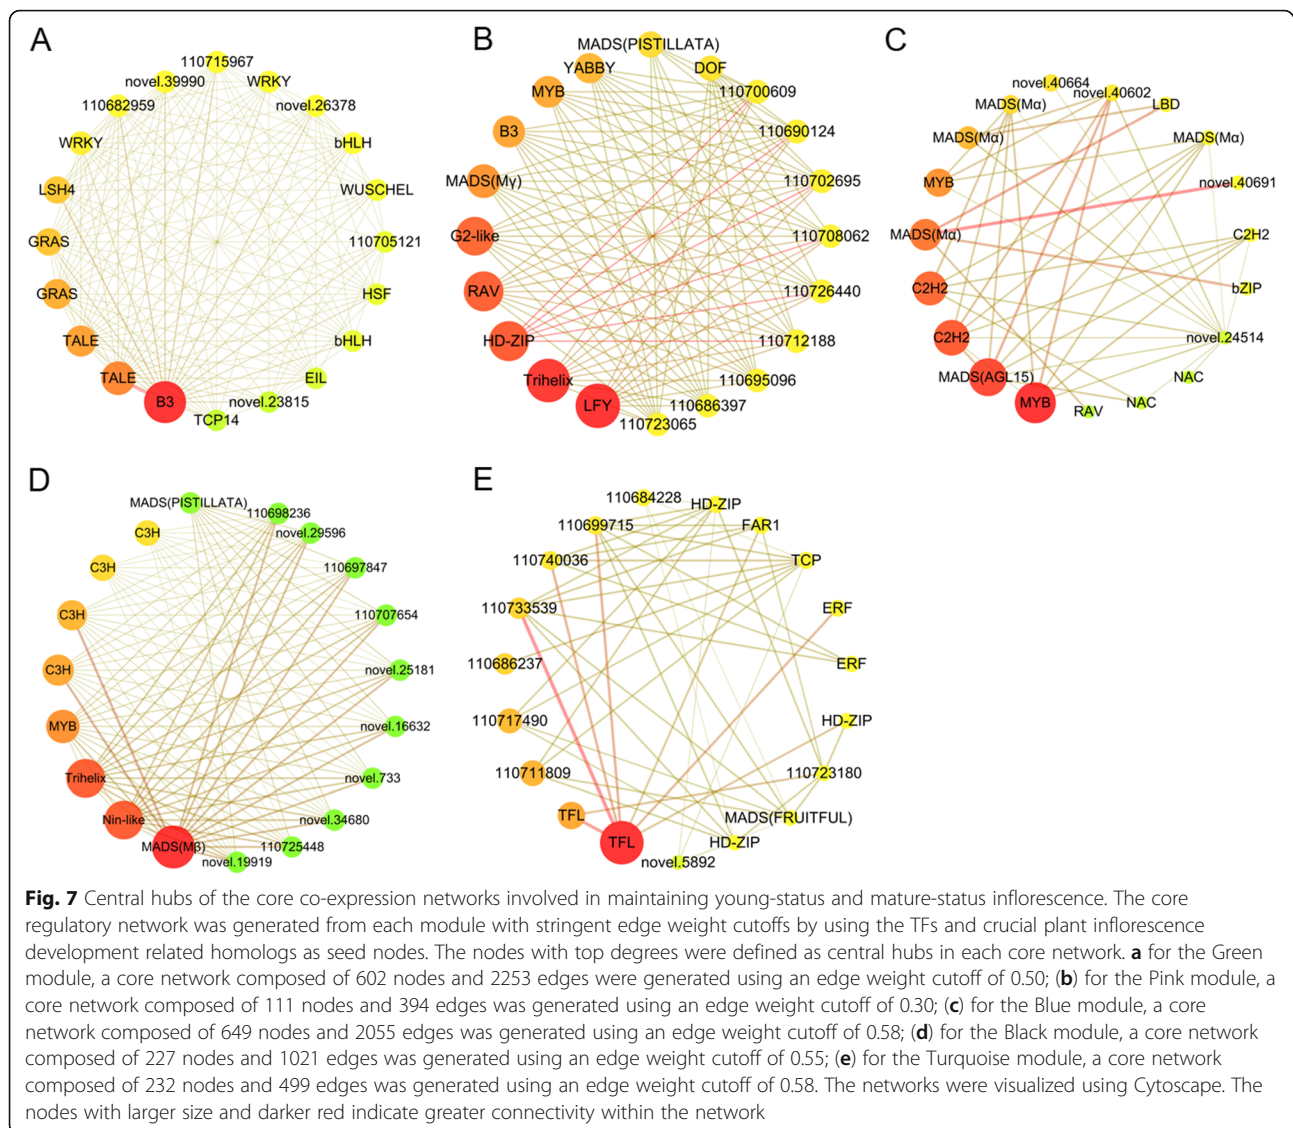 A
110715967
novel.39990
WRKY
110682959
novel.26378
WRKY
bHLH
LSH4
WUSCHEL
GRAS
110705121
GRAS
HSF
TALE
bHLH
TALE
EIL
B3
novel.23815
TCP14
B
MADS(PISTILLATA)
YABBY
DOF
MYB
110700609
B3
110690124
MADS(Mγ)
110702695
G2-like
110708062
RAV
110726440
HD-ZIP
110712188
Trihelix
110695096
LFY
110686397
110723065
C
novel.40664
novel.40602
MADS(Mα)
LBD
MADS(Mα)
MADS(Mα)
MYB
novel.40691
MADS(Mα)
C2H2
C2H2
bZIP
C2H2
novel.24514
MADS(AGL15)
NAC
MYB
RAV
NAC
D
MADS(PISTILLATA)
110698236
C3H
novel.29596
C3H
110697847
C3H
110707654
C3H
novel.25181
MYB
novel.16632
Trihelix
novel.733
Nin-like
novel.34680
MADS(Mβ)
110725448
novel.19919
E
110684228
HD-ZIP
110699715
FAR1
110740036
TCP
110733539
ERF
110686237
ERF
110717490
HD-ZIP
110711809
110723180
TFL
MADS(FRUITFUL)
TFL
HD-ZIP
novel.5892
Fig. 7 Central hubs of the core co-expression networks involved in maintaining young-status and mature-status inflorescence. The core
regulatory network was generated from each module with stringent edge weight cutoffs by using the TFs and crucial plant inflorescence
development related homologs as seed nodes. The nodes with top degrees were defined as central hubs in each core network. a for the Green
module, a core network composed of 602 nodes and 2253 edges were generated using an edge weight cutoff of 0.50; (b) for the Pink module, a
core network composed of 111 nodes and 394 edges was generated using an edge weight cutoff of 0.30; (c) for the Blue module, a core
network composed of 649 nodes and 2055 edges was generated using an edge weight cutoff of 0.58; (d) for the Black module, a core network
composed of 227 nodes and 1021 edges was generated using an edge weight cutoff of 0.55; (e) for the Turquoise module, a core network
composed of 232 nodes and 499 edges was generated using an edge weight cutoff of 0.58. The networks were visualized using Cytoscape. The
nodes with larger size and darker red indicate greater connectivity within the network